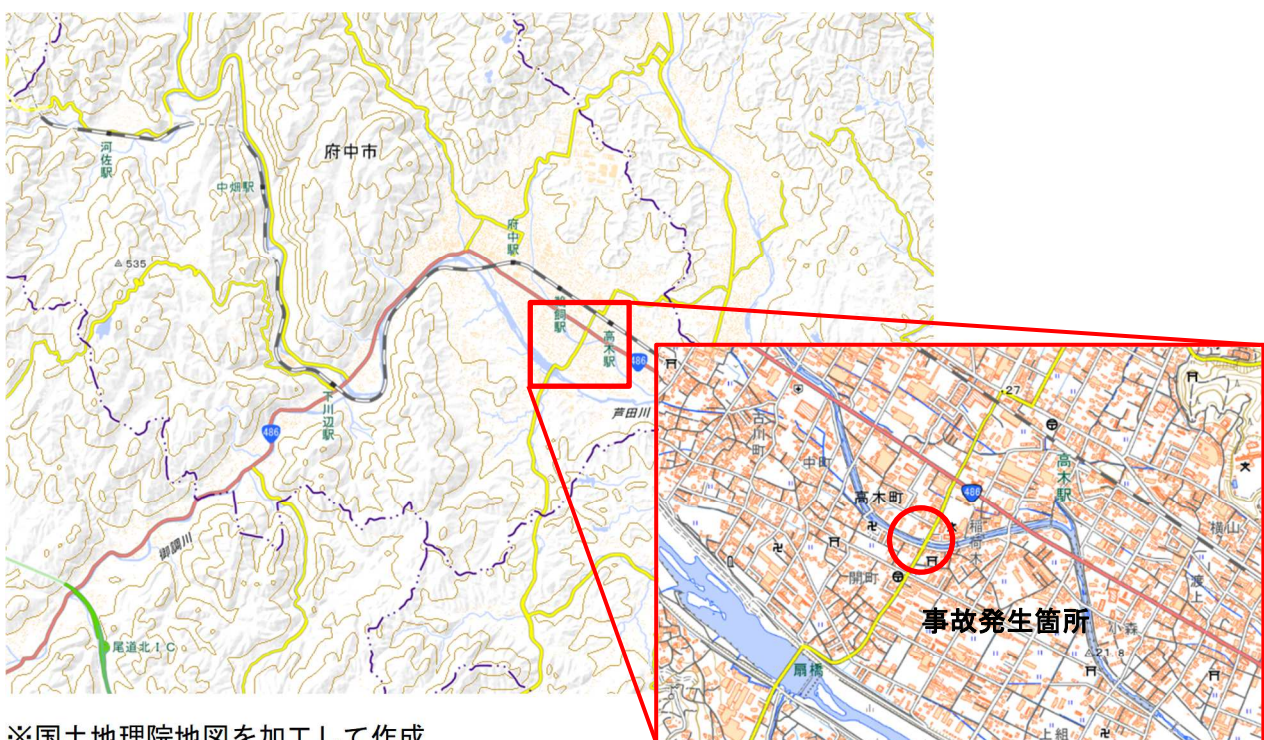 府中市
河佐駅
中畑駅
535
府中駅
鵜飼駅
高木駅
486
芦田川
下川辺駅
486
御調川
尾道北IC
27
古川町
中町
高木町
高木駅
486
稲荷木
横山
渡上
開町
事故発生箇所
小森
21.8
扇橋
上組
※国土地理院地図を加工して作成